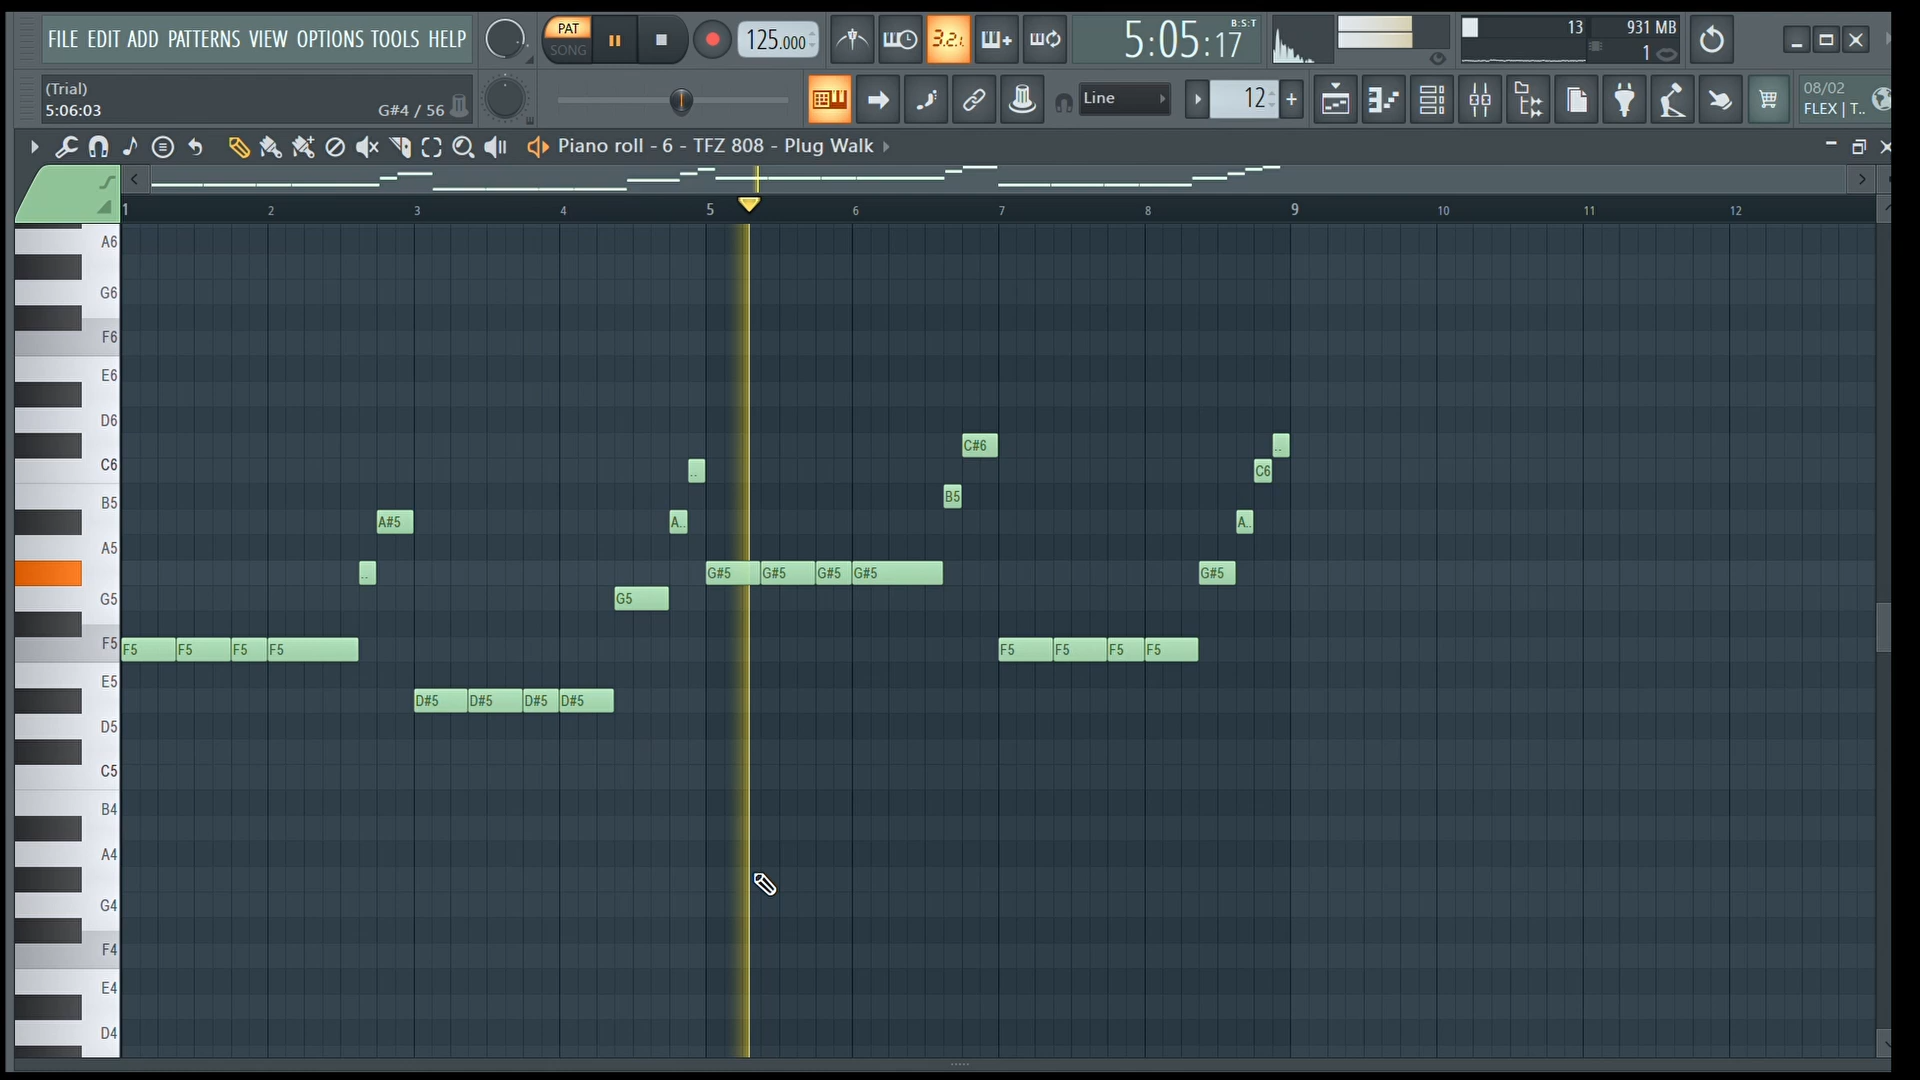 FILE EDIT ADD PATTERNS VIEW OPTIONS TOOLS HELP
PAT
SONG
125.000
3.2.
5:05:17
B:S:T
13
931 MB
1
(Trial)
5:06:03
G#4 / 56
Line
12
08/02
FLEX | T..
Piano roll - 6 - TFZ 808 - Plug Walk
1 2 3 4 5 6 7 8 9 10 11 12
A6
G6
F6
E6
D6
C#6
C6
C6
B5
B5
A#5
A..
A..
A5
G#5 G#5 G#5 G#5 G#5
G5
G5
F5
F5 F5 F5 F5 F5 F5 F5 F5
E5
D#5 D#5 D#5 D#5
D5
C5
B4
A4
G4
F4
E4
D4